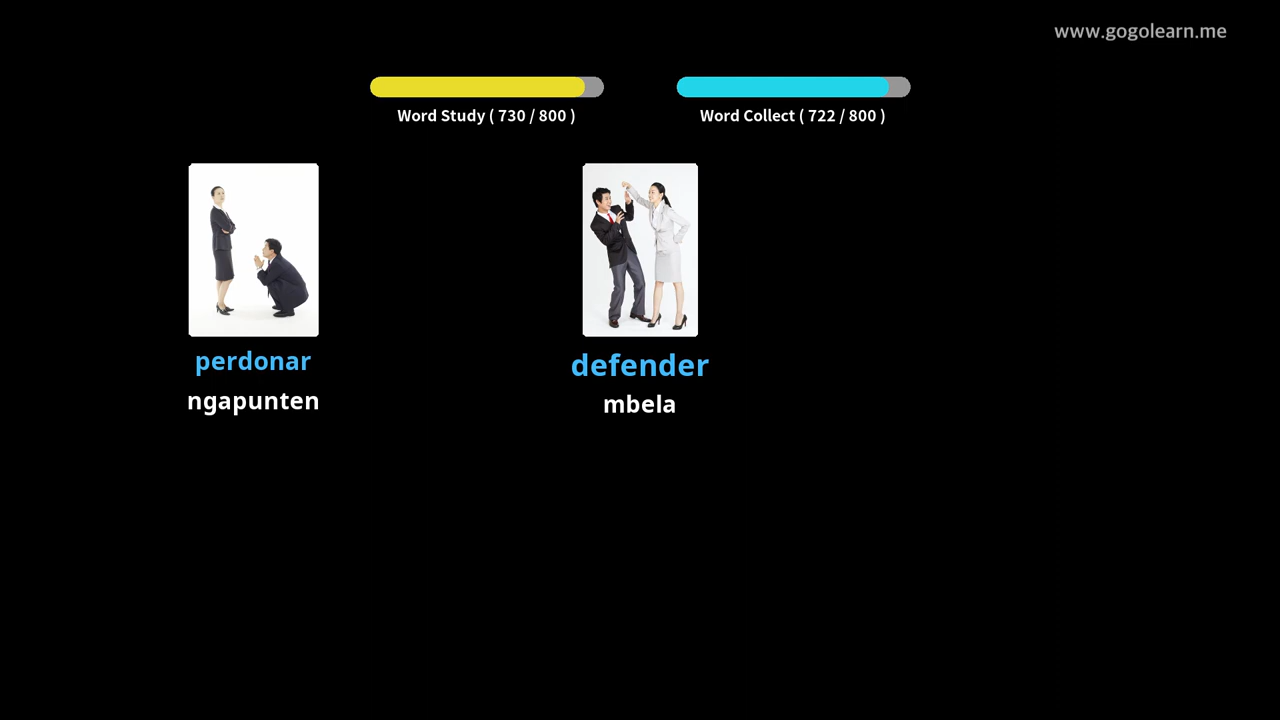 www.gogolearn.me
Word Study ( 730 / 800 )
Word Collect ( 722 / 800 )
perdonar
ngapunten
defender
mbela